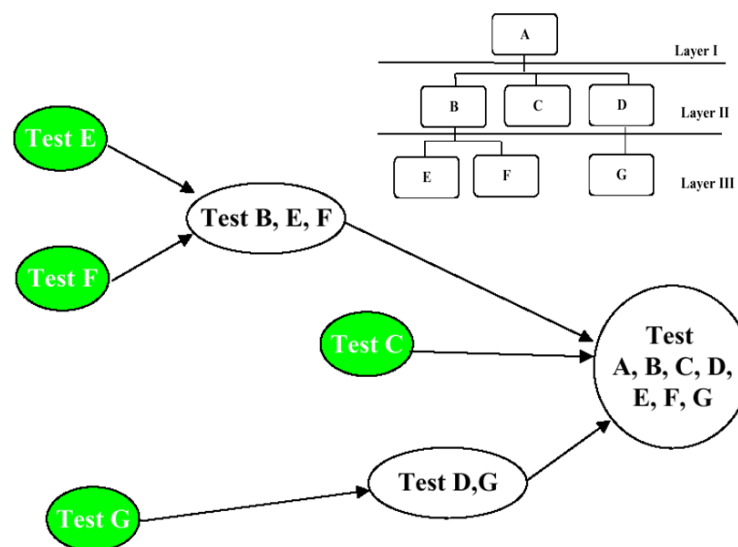 A
Layer I
B
C
D
Layer II
E
F
G
Layer III
Test E
Test B, E, F
Test F
Test C
Test
A, B, C, D,
E, F, G
Test D,G
Test G